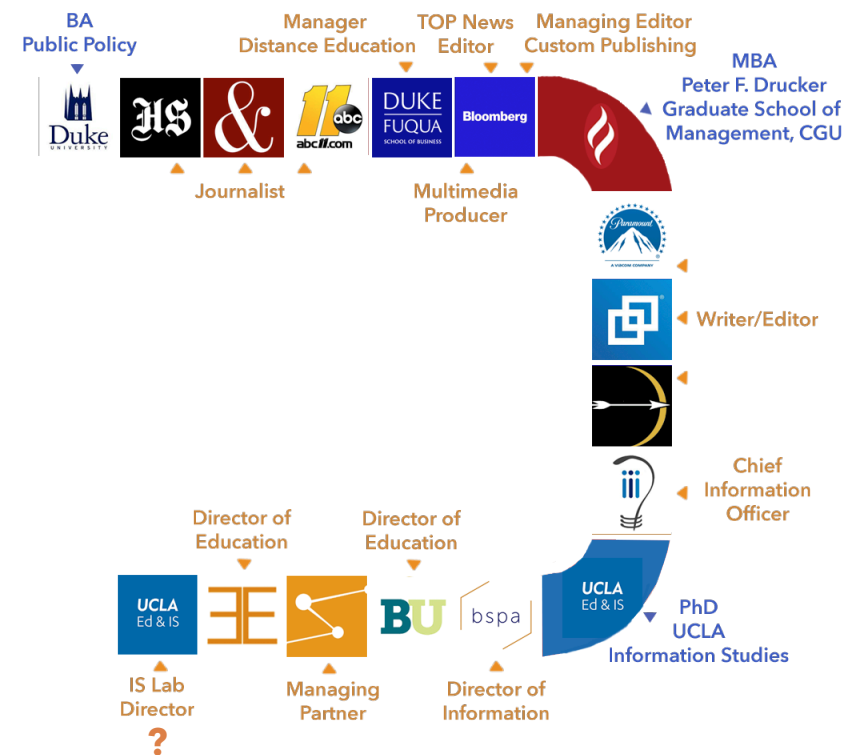 BA
Public Policy
Manager
Distance Education
TOP News
Editor
Managing Editor
Custom Publishing
MBA
Peter F. Drucker
Graduate School of
Management, CGU
Duke
UNIVERSITY
HS
&
11
abc
abc11.com
DUKE
FUQUA
SCHOOL OF BUSINESS
Bloomberg
Journalist
Multimedia
Producer
Paramount
A VIACOM COMPANY
Writer/Editor
Chief
Information
Officer
Director of
Education
Director of
Education
UCLA
Ed & IS
BU
bspa
UCLA
Ed & IS
PhD
UCLA
Information Studies
IS Lab
Director
?
Managing
Partner
Director of
Information